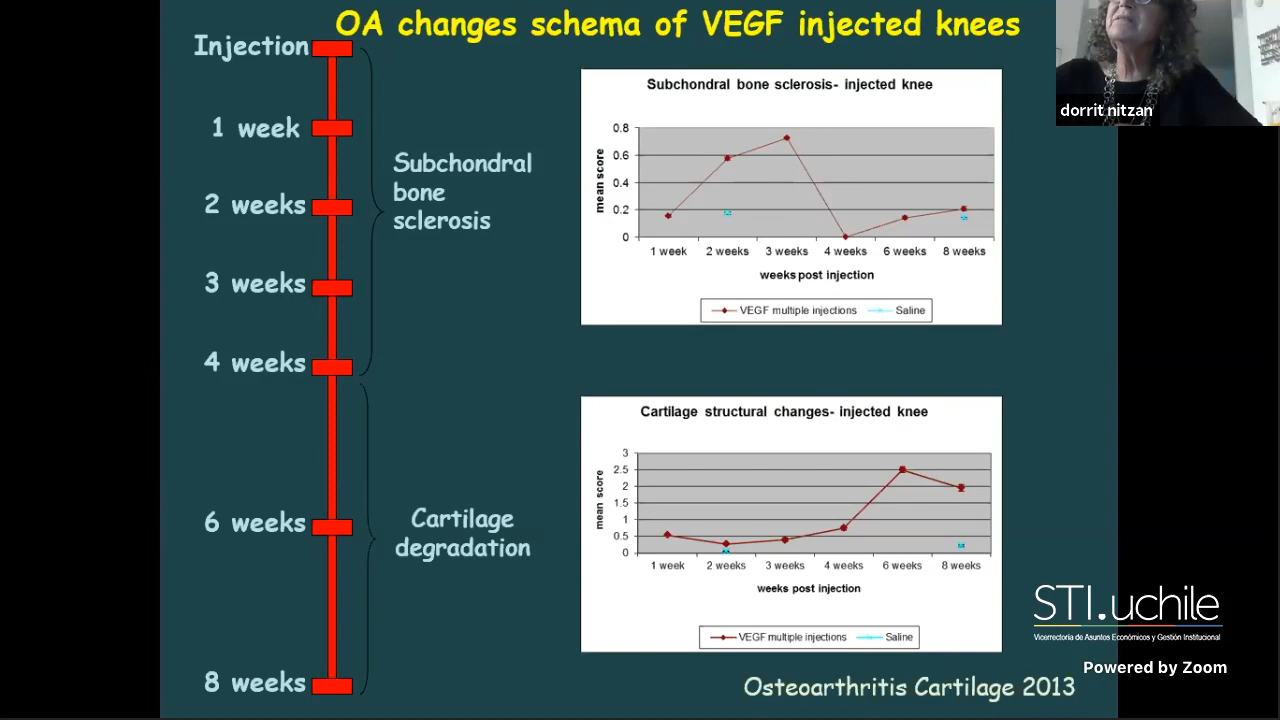 OA changes schema of VEGF injected knees
Injection
1 week
2 weeks
3 weeks
4 weeks
6 weeks
8 weeks
Subchondral
bone
sclerosis
Cartilage
degradation
Subchondral bone sclerosis- injected knee
mean score
0.8
0.6
0.4
0.2
0
1 week 2 weeks 3 weeks 4 weeks 6 weeks 8 weeks
weeks post injection
VEGF multiple injections Saline
Cartilage structural changes- injected knee
mean score
3
2.5
2
1.5
1
0.5
0
1 week 2 weeks 3 weeks 4 weeks 6 weeks 8 weeks
weeks post injection
VEGF multiple injections Saline
Osteoarthritis Cartilage 2013
dorrit nitzan
STI.uchile
Vicerrectoría de Asuntos Económicos y Gestión Institucional
Powered by Zoom